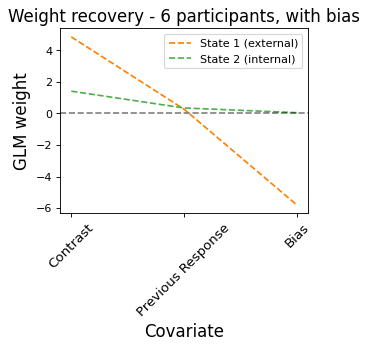 Weight recovery - 6 participants, with bias
State 1 (external)
State 2 (internal)
GLM weight
4
2
0
−2
−4
−6
Contrast
Previous Response
Bias
Covariate